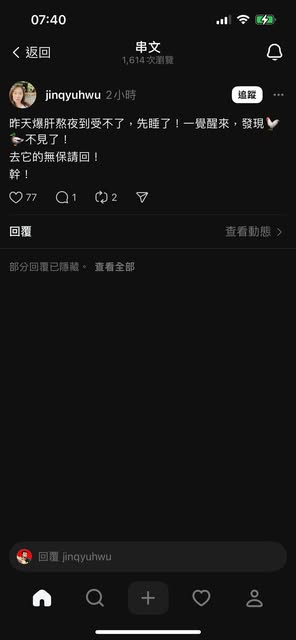 07:40
返回
串文
1,614 次瀏覽
jinqyuhwu 2小時
追蹤
昨天爆肝熬夜到受不了，先睡了！一覺醒來，發現🐓
🦆不見了！
去它的無保請回！
幹！
77 1 2
回覆
查看動態
部分回覆已隱藏。 查看全部
回覆 jinqyuhwu